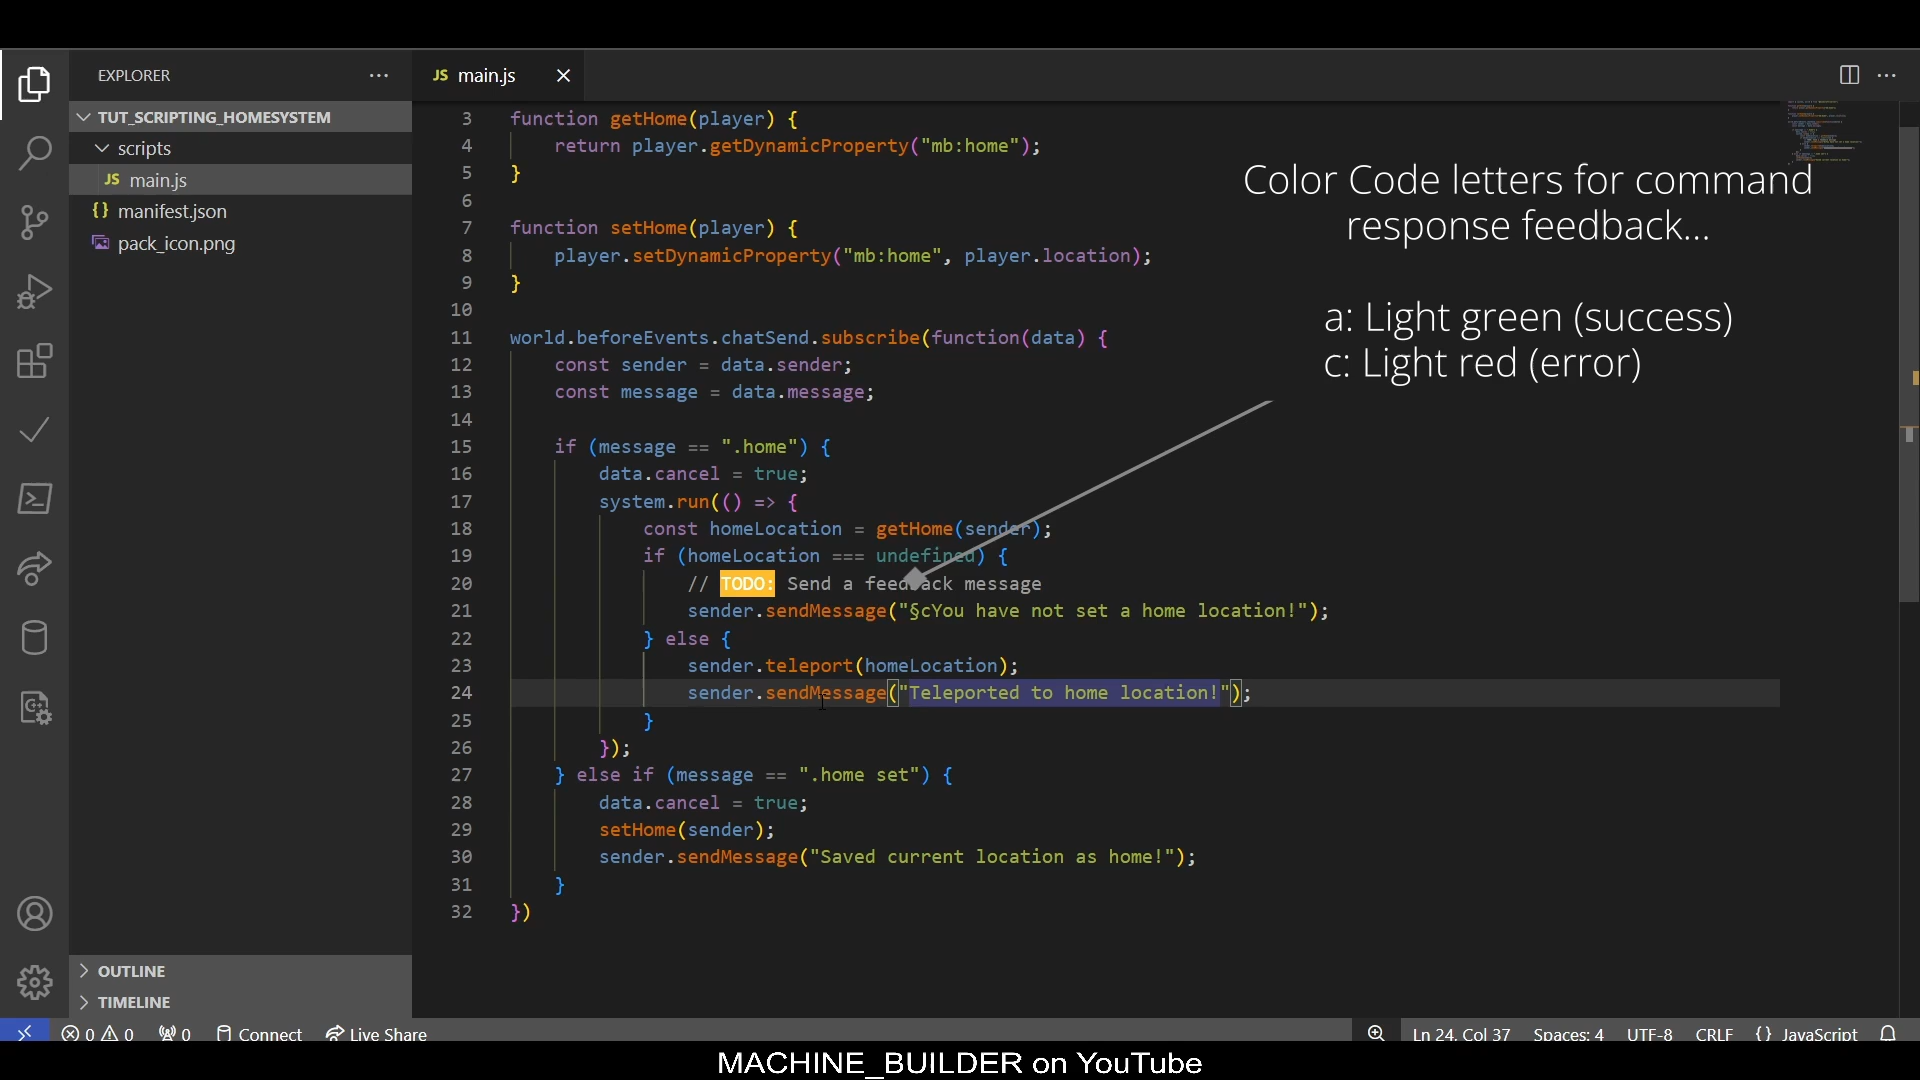 EXPLORER
TUT_SCRIPTING_HOMESYSTEM
scripts
JS main.js
{} manifest.json
pack_icon.png
OUTLINE
TIMELINE
JS main.js
3 function getHome(player) {
4 return player.getDynamicProperty("mb:home");
5 }
6
7 function setHome(player) {
8 player.setDynamicProperty("mb:home", player.location);
9 }
10
11 world.beforeEvents.chatSend.subscribe(function(data) {
12 const sender = data.sender;
13 const message = data.message;
14
15 if (message == ".home") {
16 data.cancel = true;
17 system.run(() => {
18 const homeLocation = getHome(sender);
19 if (homeLocation === undefined) {
20 // TODO: Send a feedback message
21 sender.sendMessage("§cYou have not set a home location!");
22 } else {
23 sender.teleport(homeLocation);
24 sender.sendMessage("Teleported to home location!");
25 }
26 });
27 } else if (message == ".home set") {
28 data.cancel = true;
29 setHome(sender);
30 sender.sendMessage("Saved current location as home!");
31 }
32 })
Color Code letters for command
response feedback...
a: Light green (success)
c: Light red (error)
0 0 0 Connect Live Share Ln 24, Col 37 Spaces: 4 UTF-8 CRLF {} JavaScript
MACHINE_BUILDER on YouTube